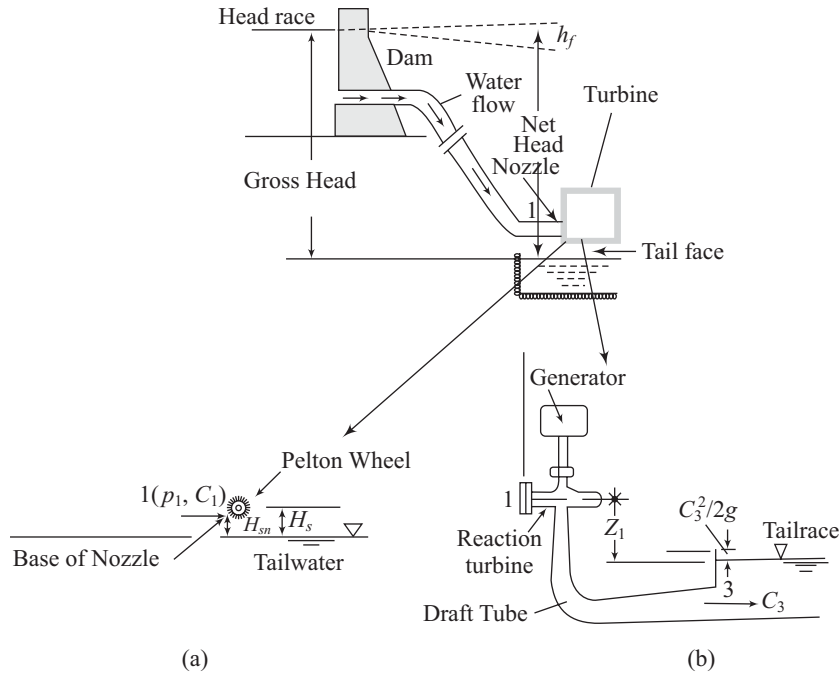 Head race
h_f
Dam
Water
flow
Turbine
Net
Head
Nozzle
Gross Head
1
Tail face
Generator
Pelton Wheel
1(p_1, C_1)
H_{sn}
H_s
1
Z_1
C_3^2/2g
Tailrace
Reaction
turbine
Base of Nozzle
Tailwater
3
Draft Tube
C_3
(a)
(b)